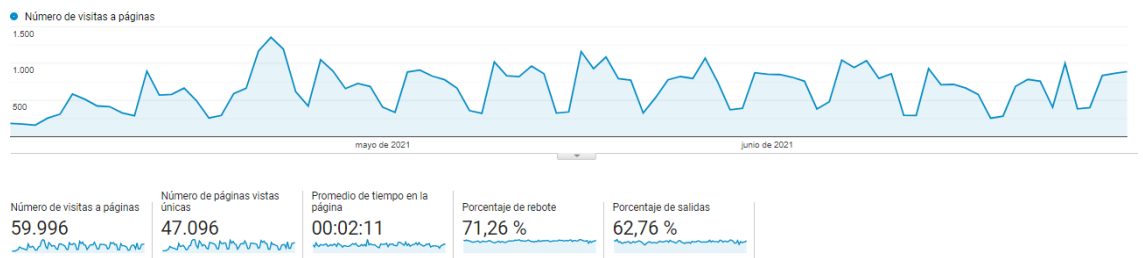 Número de visitas a páginas
1.500
1.000
500
mayo de 2021
junio de 2021
Número de visitas a páginas
59.996
Número de páginas vistas
únicas
47.096
Promedio de tiempo en la
página
00:02:11
Porcentaje de rebote
71,26 %
Porcentaje de salidas
62,76 %